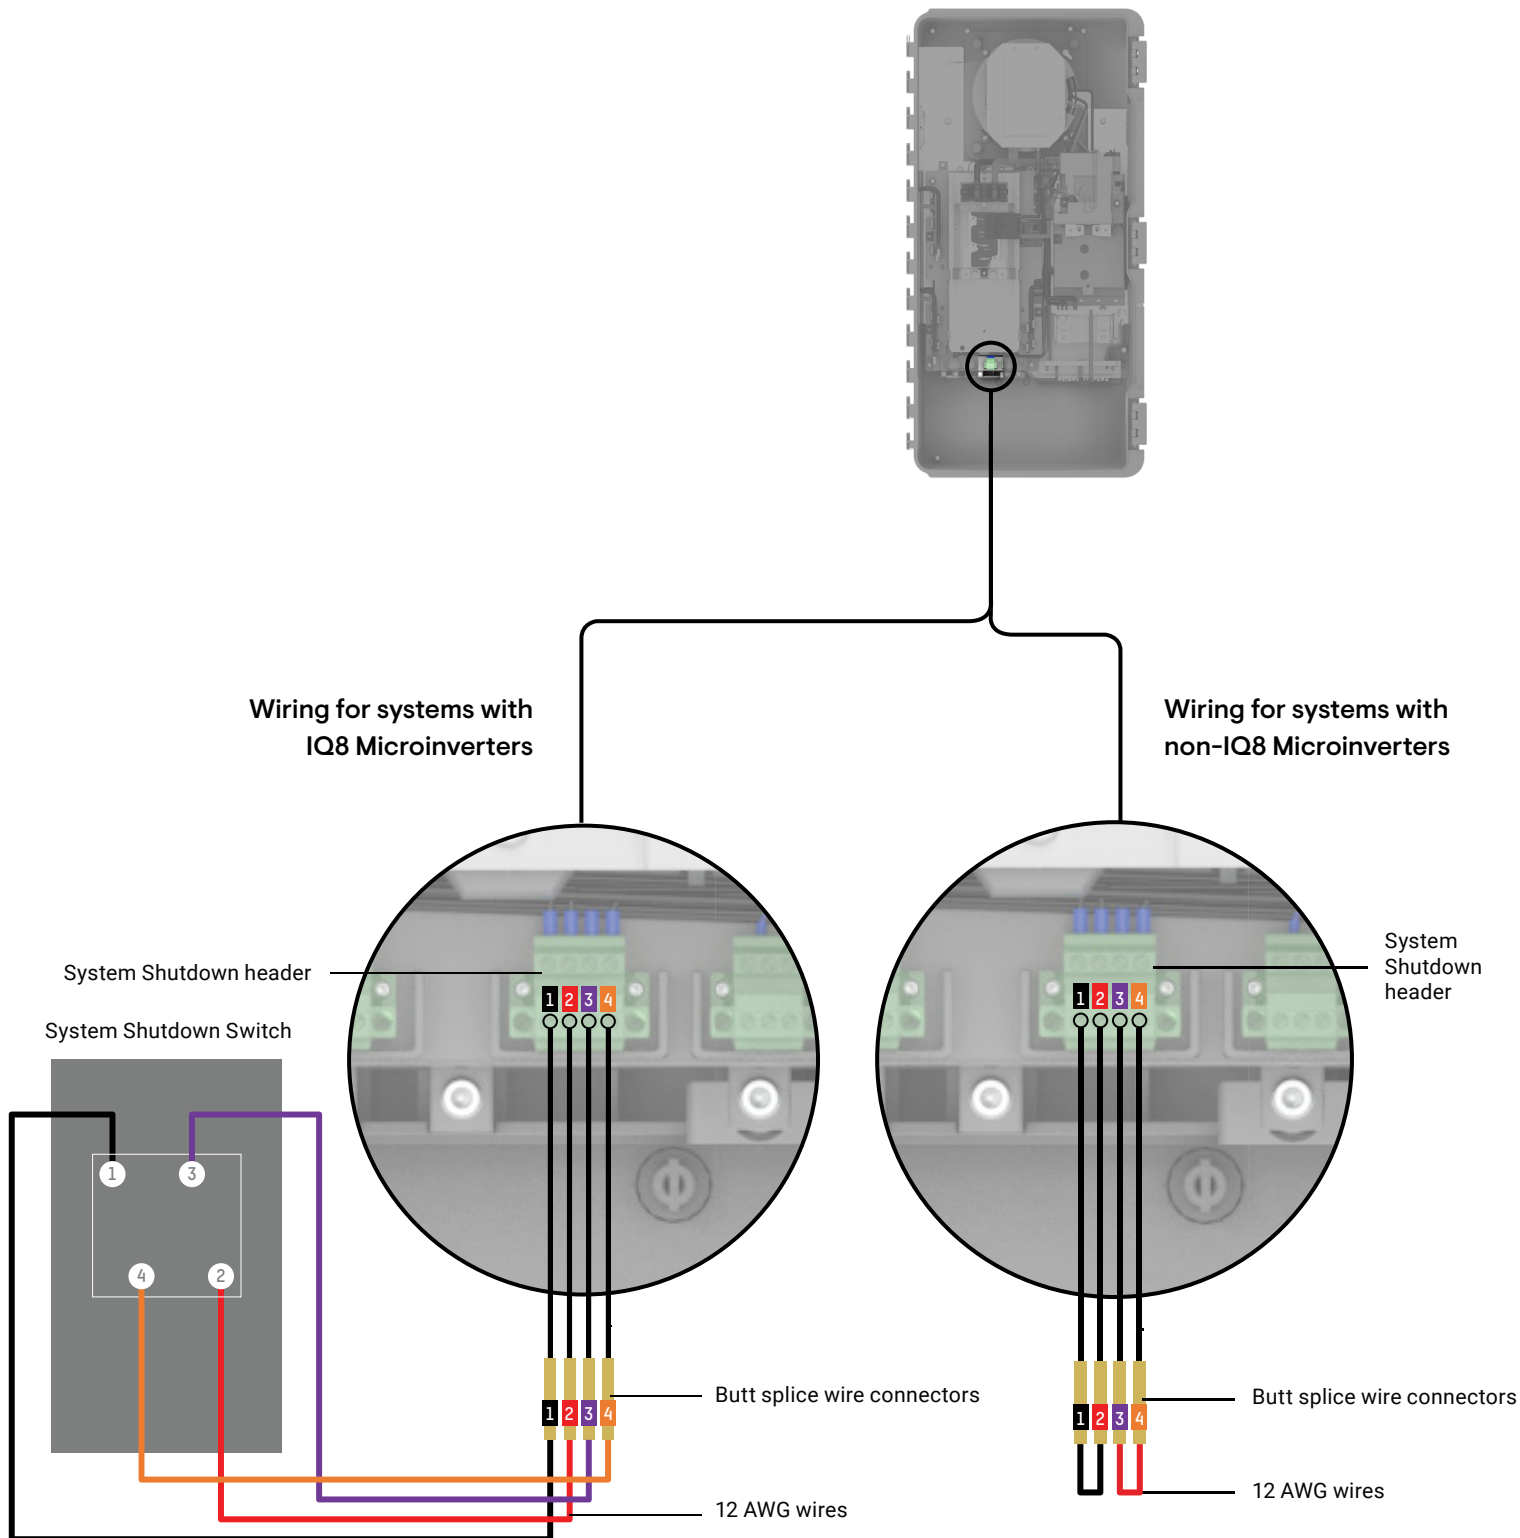 Wiring for systems with
IQ8 Microinverters
Wiring for systems with
non-IQ8 Microinverters
System Shutdown header
1 2 3 4
System Shutdown Switch
1 3
4 2
1 2 3 4
Butt splice wire connectors
12 AWG wires
System
Shutdown
header
1 2 3 4
1 2 3 4
Butt splice wire connectors
12 AWG wires